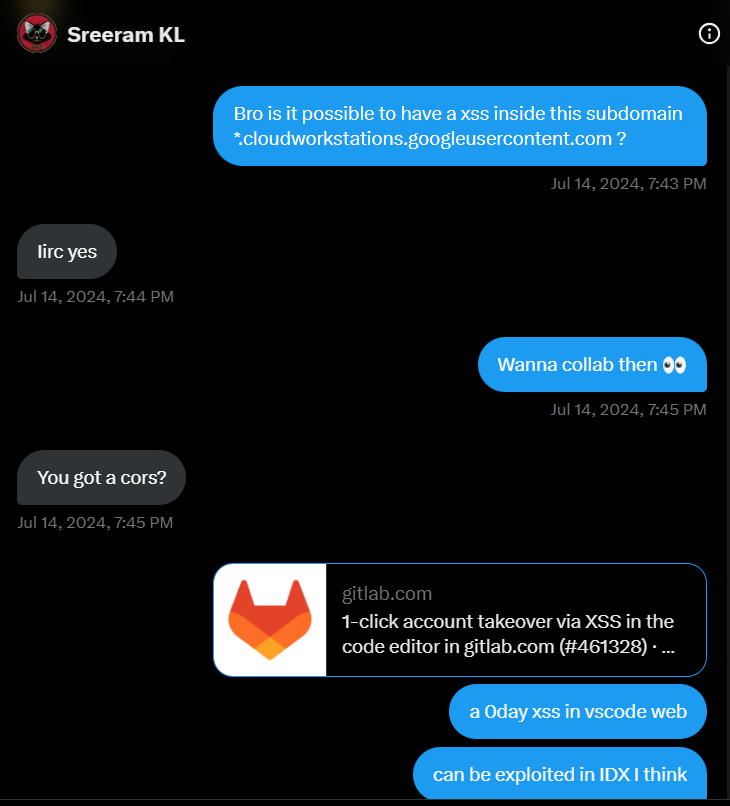 Sreeram KL
Bro is it possible to have a xss inside this subdomain
*.cloudworkstations.googleusercontent.com ?
Jul 14, 2024, 7:43 PM
Iirc yes
Jul 14, 2024, 7:44 PM
Wanna collab then 👀
Jul 14, 2024, 7:45 PM
You got a cors?
Jul 14, 2024, 7:45 PM
gitlab.com
1-click account takeover via XSS in the
code editor in gitlab.com (#461328) · ...
a 0day xss in vscode web
can be exploited in IDX I think